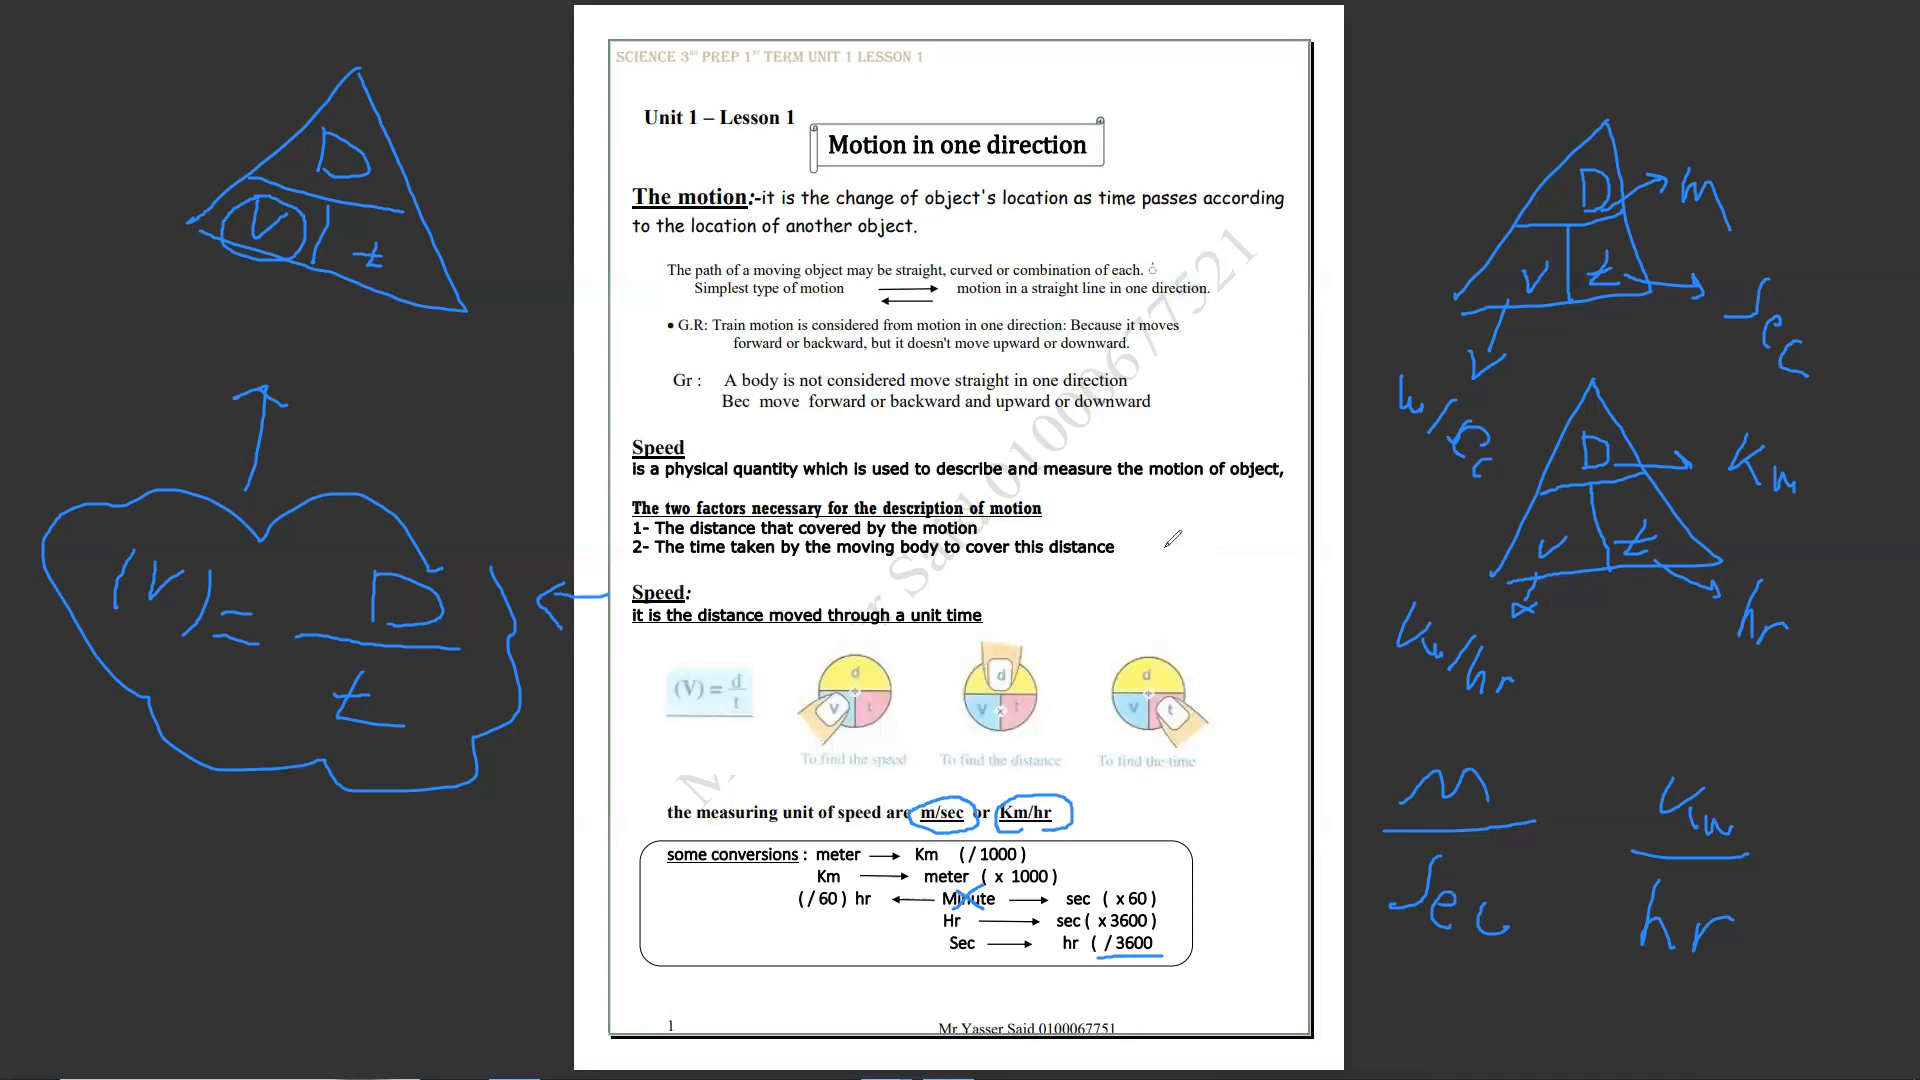 SCIENCE 3RD PREP 1ST TERM UNIT 1 LESSON 1
Unit 1 – Lesson 1
Motion in one direction
The motion:-it is the change of object's location as time passes according
to the location of another object.
The path of a moving object may be straight, curved or combination of each.
Simplest type of motion motion in a straight line in one direction.
• G.R: Train motion is considered from motion in one direction: Because it moves
forward or backward, but it doesn't move upward or downward.
Gr : A body is not considered move straight in one direction
Bec move forward or backward and upward or downward
Speed
is a physical quantity which is used to describe and measure the motion of object,
The two factors necessary for the description of motion
1- The distance that covered by the motion
2- The time taken by the moving body to cover this distance
Speed:
it is the distance moved through a unit time
(V) = d/t
d
v t
d
v x t
d
v t
To find the speed To find the distance To find the time
the measuring unit of speed are m/sec or Km/hr
some conversions : meter → Km ( / 1000 )
Km → meter ( x 1000 )
( / 60 ) hr ← Minute → sec ( x 60 )
Hr → sec ( x 3600 )
Sec → hr ( / 3600
1
Mr Yasser Said 0100067751
D
V t
(V) = D
t
D → m
V t → sec
V
m/sec
D → Km
V t → hr
Km/hr
m
sec
Km
hr